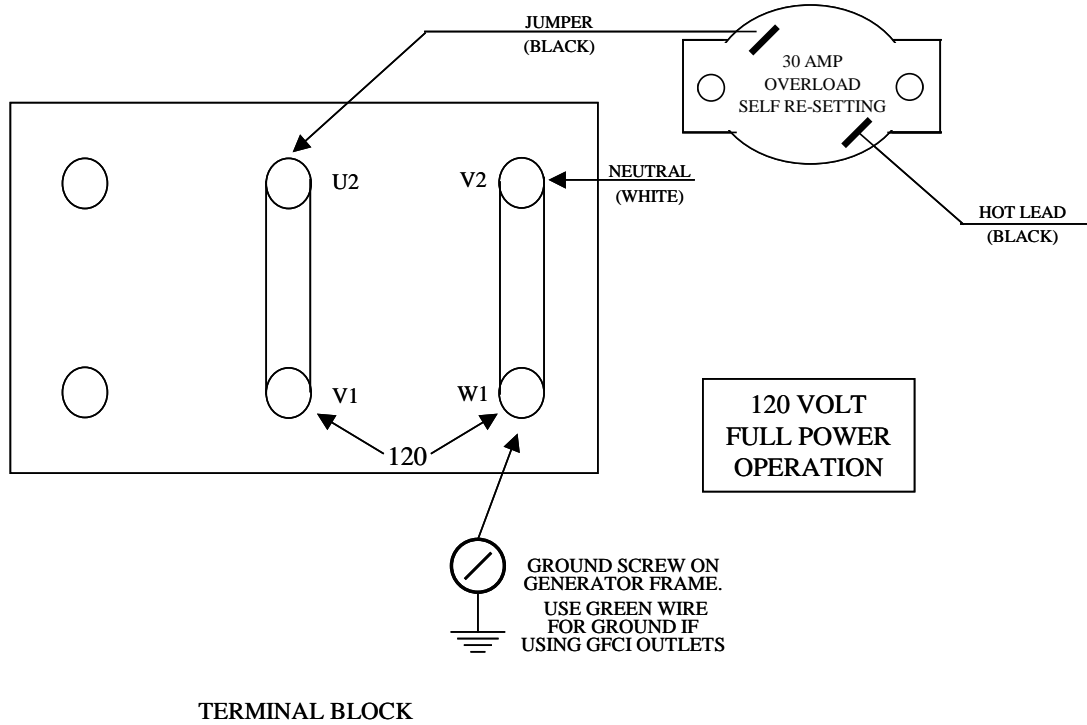 JUMPER
(BLACK)
30 AMP
OVERLOAD
SELF RE-SETTING
U2
V2
NEUTRAL
(WHITE)
HOT LEAD
(BLACK)
V1
W1
120
120 VOLT
FULL POWER
OPERATION
GROUND SCREW ON
GENERATOR FRAME.
USE GREEN WIRE
FOR GROUND IF
USING GFCI OUTLETS
TERMINAL BLOCK